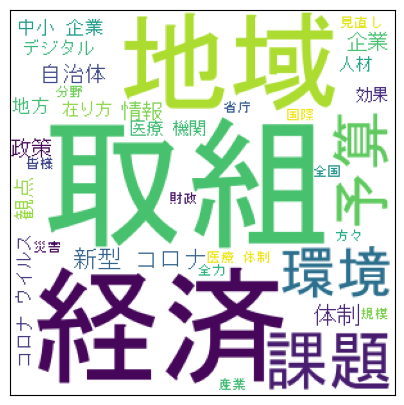 中小 企業
デジタル
地域
見直し
企業
人材
自治体
分野
地方
在り方
情報
省庁
効果
国際
医療 機関
取組
予算
政策
皆様
観点
全国
財政
方々
コロナ ウイルス
災害
新型 コロナ
医療 体制
全力
環境
経済
体制
規模
課題
産業